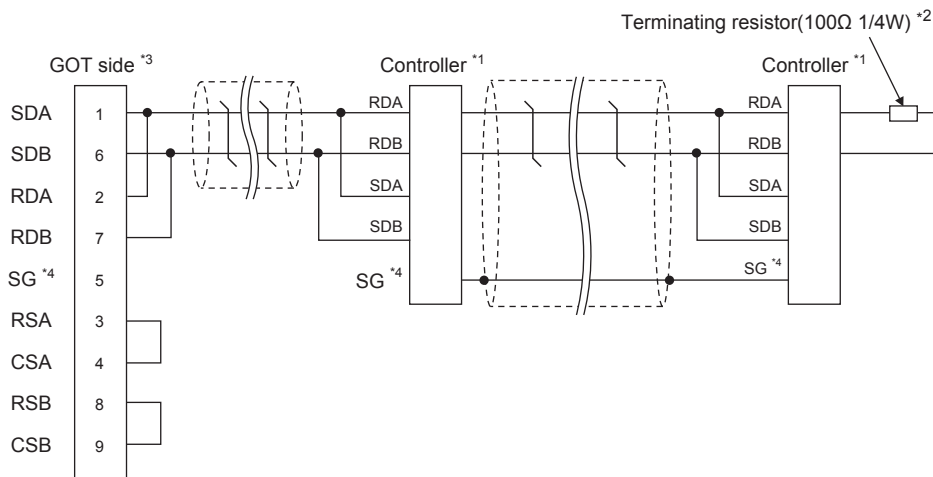 Terminating resistor(100Ω 1/4W) *2
GOT side *3
Controller *1
Controller *1
SDA 1
RDA
RDA
SDB 6
RDB
RDB
RDA 2
SDA
SDA
RDB 7
SDB
SDB
SG *4 5
SG *4
SG *4
RSA 3
CSA 4
RSB 8
CSB 9